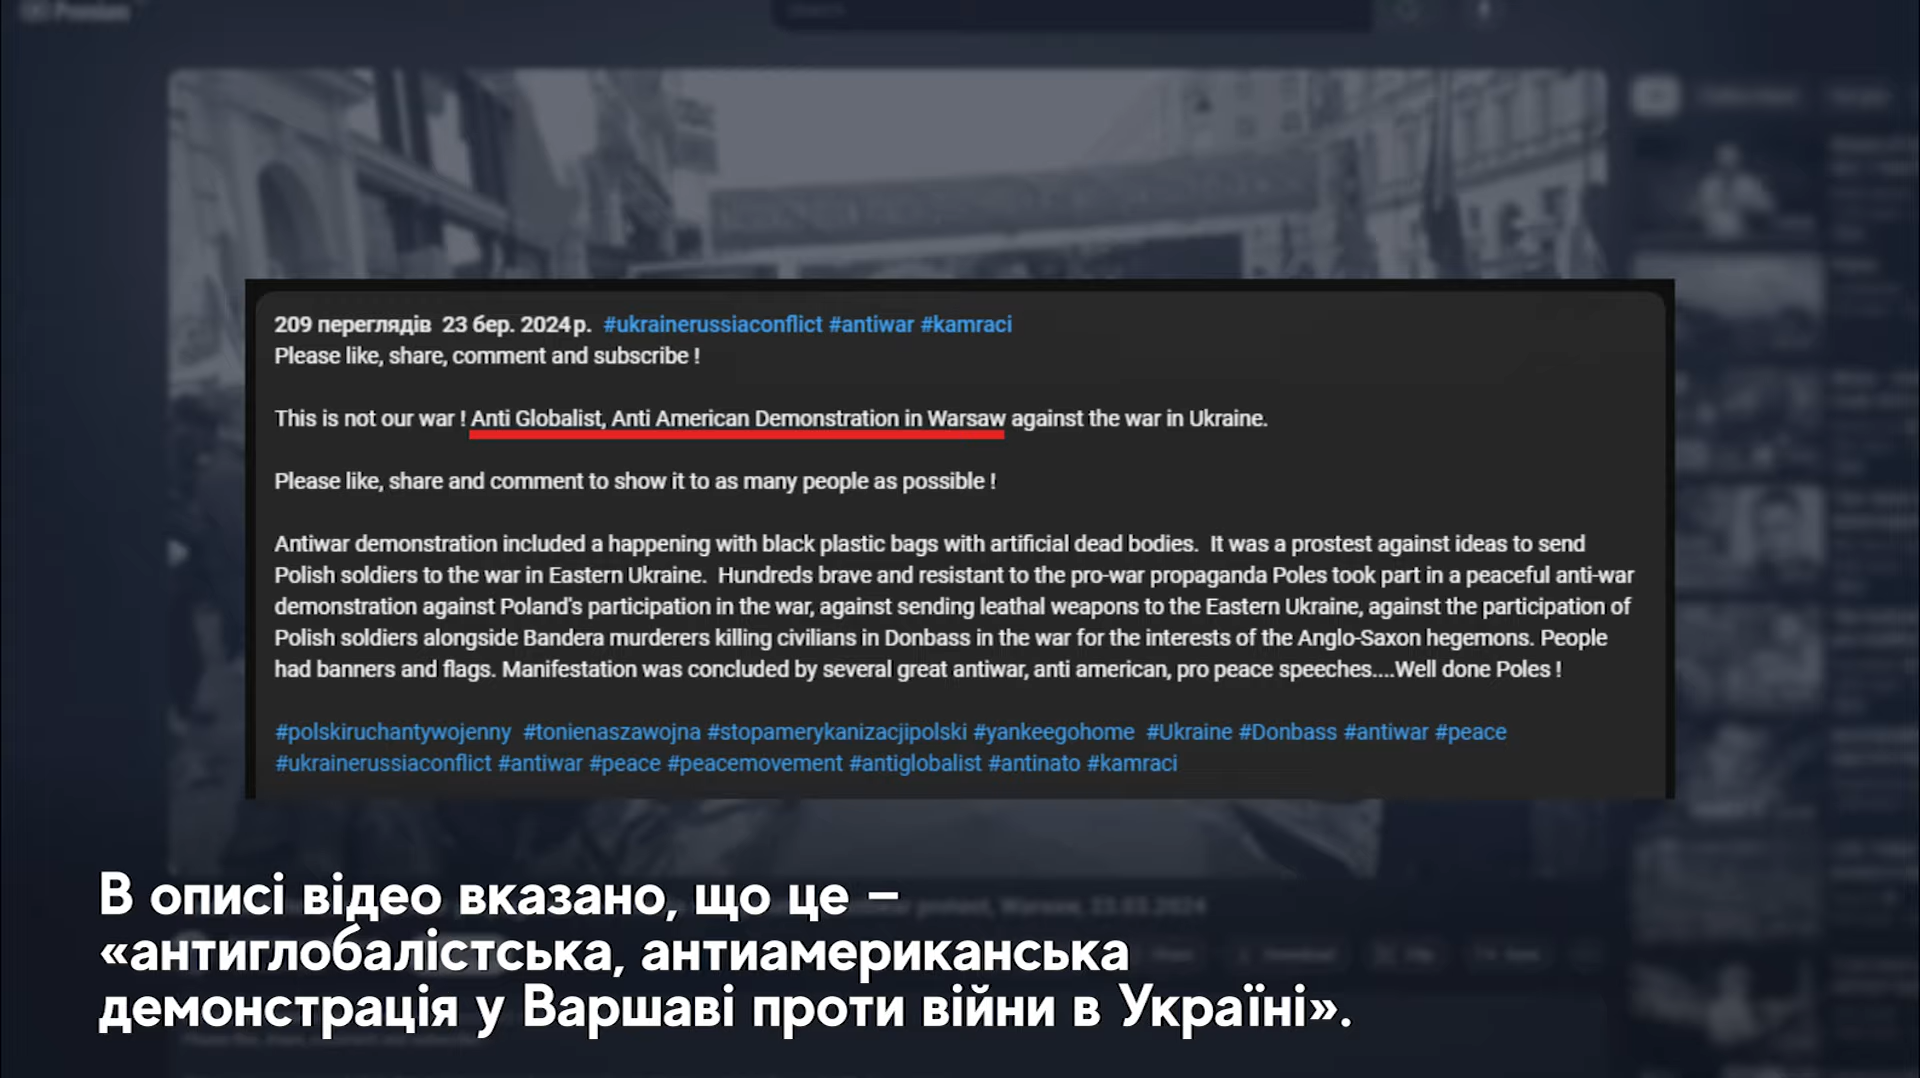 209 переглядів 23 бер. 2024 р. #ukrainerussiaconflict #antiwar #kamraci
Please like, share, comment and subscribe !
This is not our war ! Anti Globalist, Anti American Demonstration in Warsaw against the war in Ukraine.
Please like, share and comment to show it to as many people as possible !
Antiwar demonstration included a happening with black plastic bags with artificial dead bodies. It was a prostest against ideas to send
Polish soldiers to the war in Eastern Ukraine. Hundreds brave and resistant to the pro-war propaganda Poles took part in a peaceful anti-war
demonstration against Poland's participation in the war, against sending leathal weapons to the Eastern Ukraine, against the participation of
Polish soldiers alongside Bandera murderers killing civilians in Donbass in the war for the interests of the Anglo-Saxon hegemons. People
had banners and flags. Manifestation was concluded by several great antiwar, anti american, pro peace speeches....Well done Poles !
#polskiruchantywojenny #tonienaszawojna #stopamerykanizacjipolski #yankeegohome #Ukraine #Donbass #antiwar #peace
#ukrainerussiaconflict #antiwar #peace #peacemovement #antiglobalist #antinato #kamraci
В описі відео вказано, що це –
«антиглобалістська, антиамериканська
демонстрація у Варшаві проти війни в Україні».